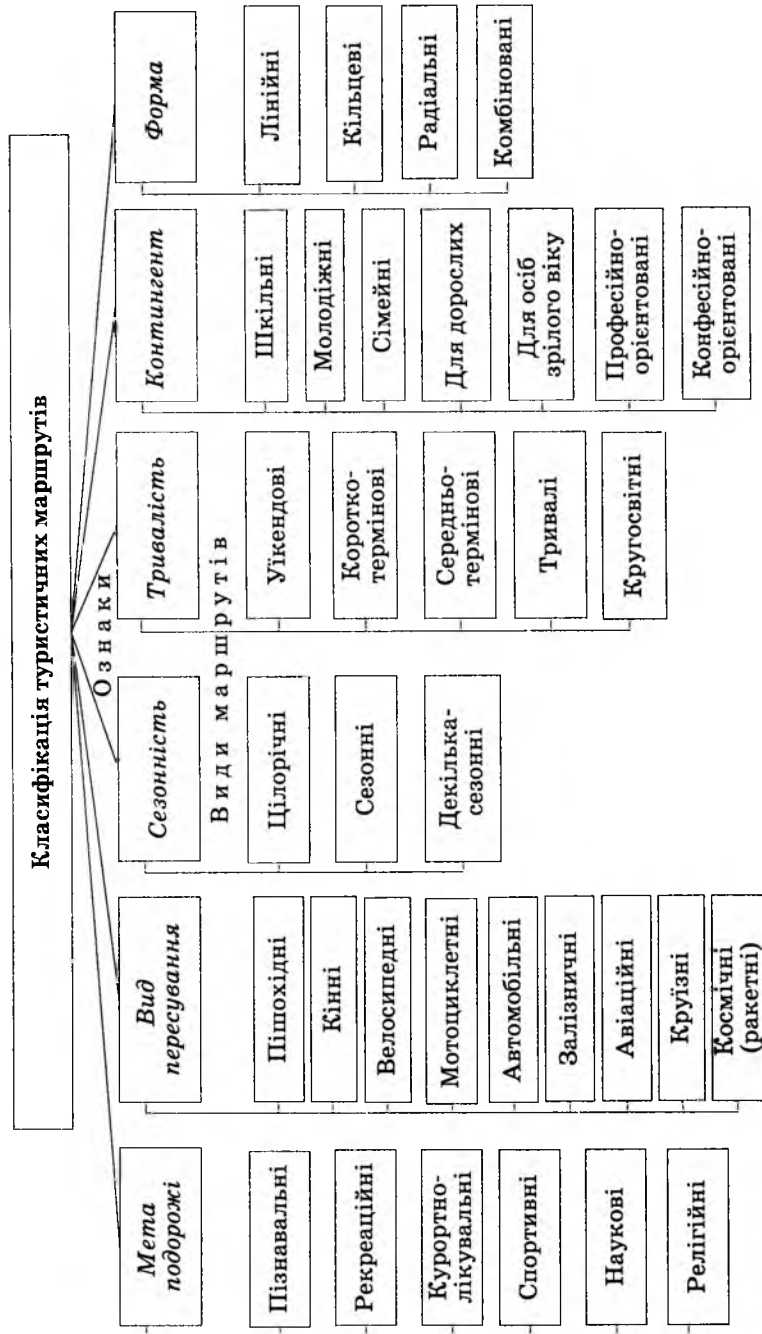 Класифікація туристичних маршрутів
Ознаки
Види маршрутів
Мета
подорожі
Пізнавальні
Рекреаційні
Курортно-
лікувальні
Спортивні
Наукові
Релігійні
Вид
пересування
Пішохідні
Кінні
Велосипедні
Мотоциклетні
Автомобільні
Залізничні
Авіаційні
Круїзні
Космічні
(ракетні)
Сезонність
Цілорічні
Сезонні
Декілька-
сезонні
Тривалість
Уїкендові
Коротко-
термінові
Середньо-
термінові
Тривалі
Кругосвітні
Контингент
Шкільні
Молодіжні
Сімейні
Для дорослих
Для осіб
зрілого віку
Професійно-
орієнтовані
Конфесійно-
орієнтовані
Форма
Лінійні
Кільцеві
Радіальні
Комбіновані